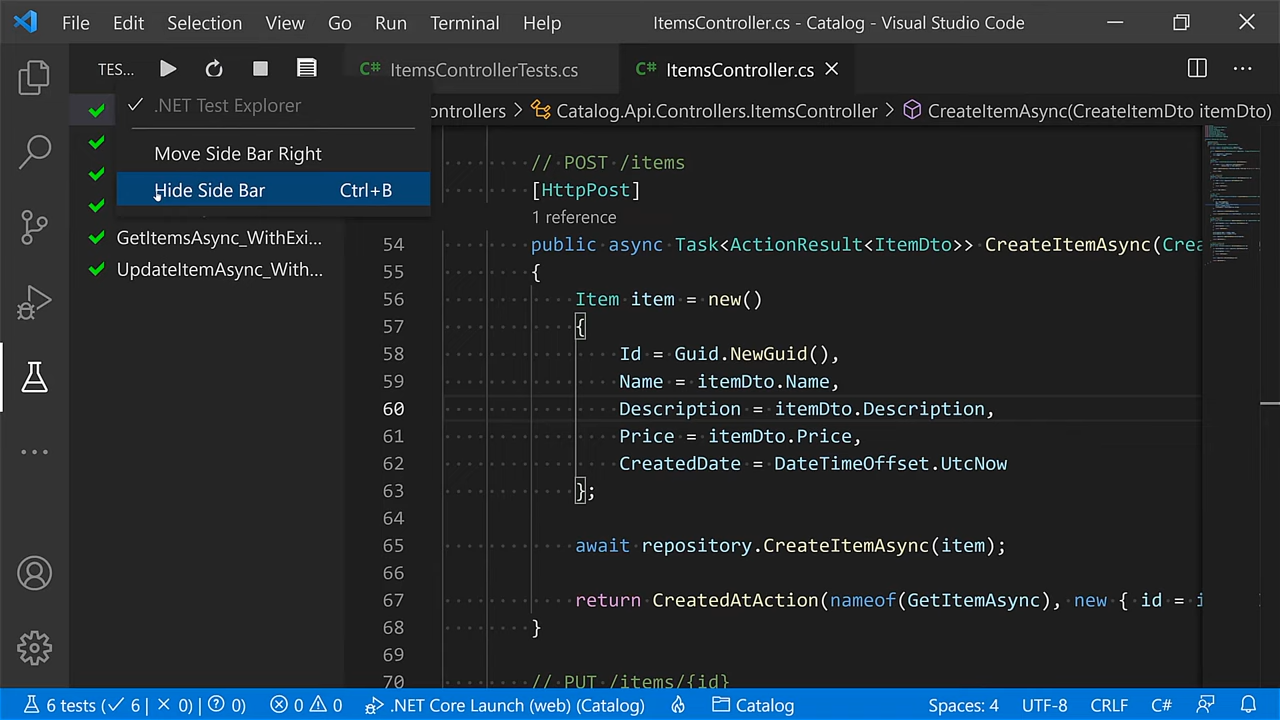 File Edit Selection View Go Run Terminal Help ItemsController.cs - Catalog - Visual Studio Code
TES... ItemsControllerTests.cs ItemsController.cs
.NET Test Explorer
Move Side Bar Right
Hide Side Bar Ctrl+B
GetItemsAsync_WithExi...
UpdateItemAsync_With...
ontrollers > Catalog.Api.Controllers.ItemsController > CreateItemAsync(CreateItemDto itemDto)
// POST /items
[HttpPost]
1 reference
54 public async Task<ActionResult<ItemDto>> CreateItemAsync(Crea
55 {
56 Item item = new()
57 {
58 Id = Guid.NewGuid(),
59 Name = itemDto.Name,
60 Description = itemDto.Description,
61 Price = itemDto.Price,
62 CreatedDate = DateTimeOffset.UtcNow
63 };
64
65 await repository.CreateItemAsync(item);
66
67 return CreatedAtAction(nameof(GetItemAsync), new { id = i
68 }
69
70 // PUT /items/{id}
6 tests (✓ 6 | × 0) | ? 0) 0 0 .NET Core Launch (web) (Catalog) Catalog Spaces: 4 UTF-8 CRLF C#